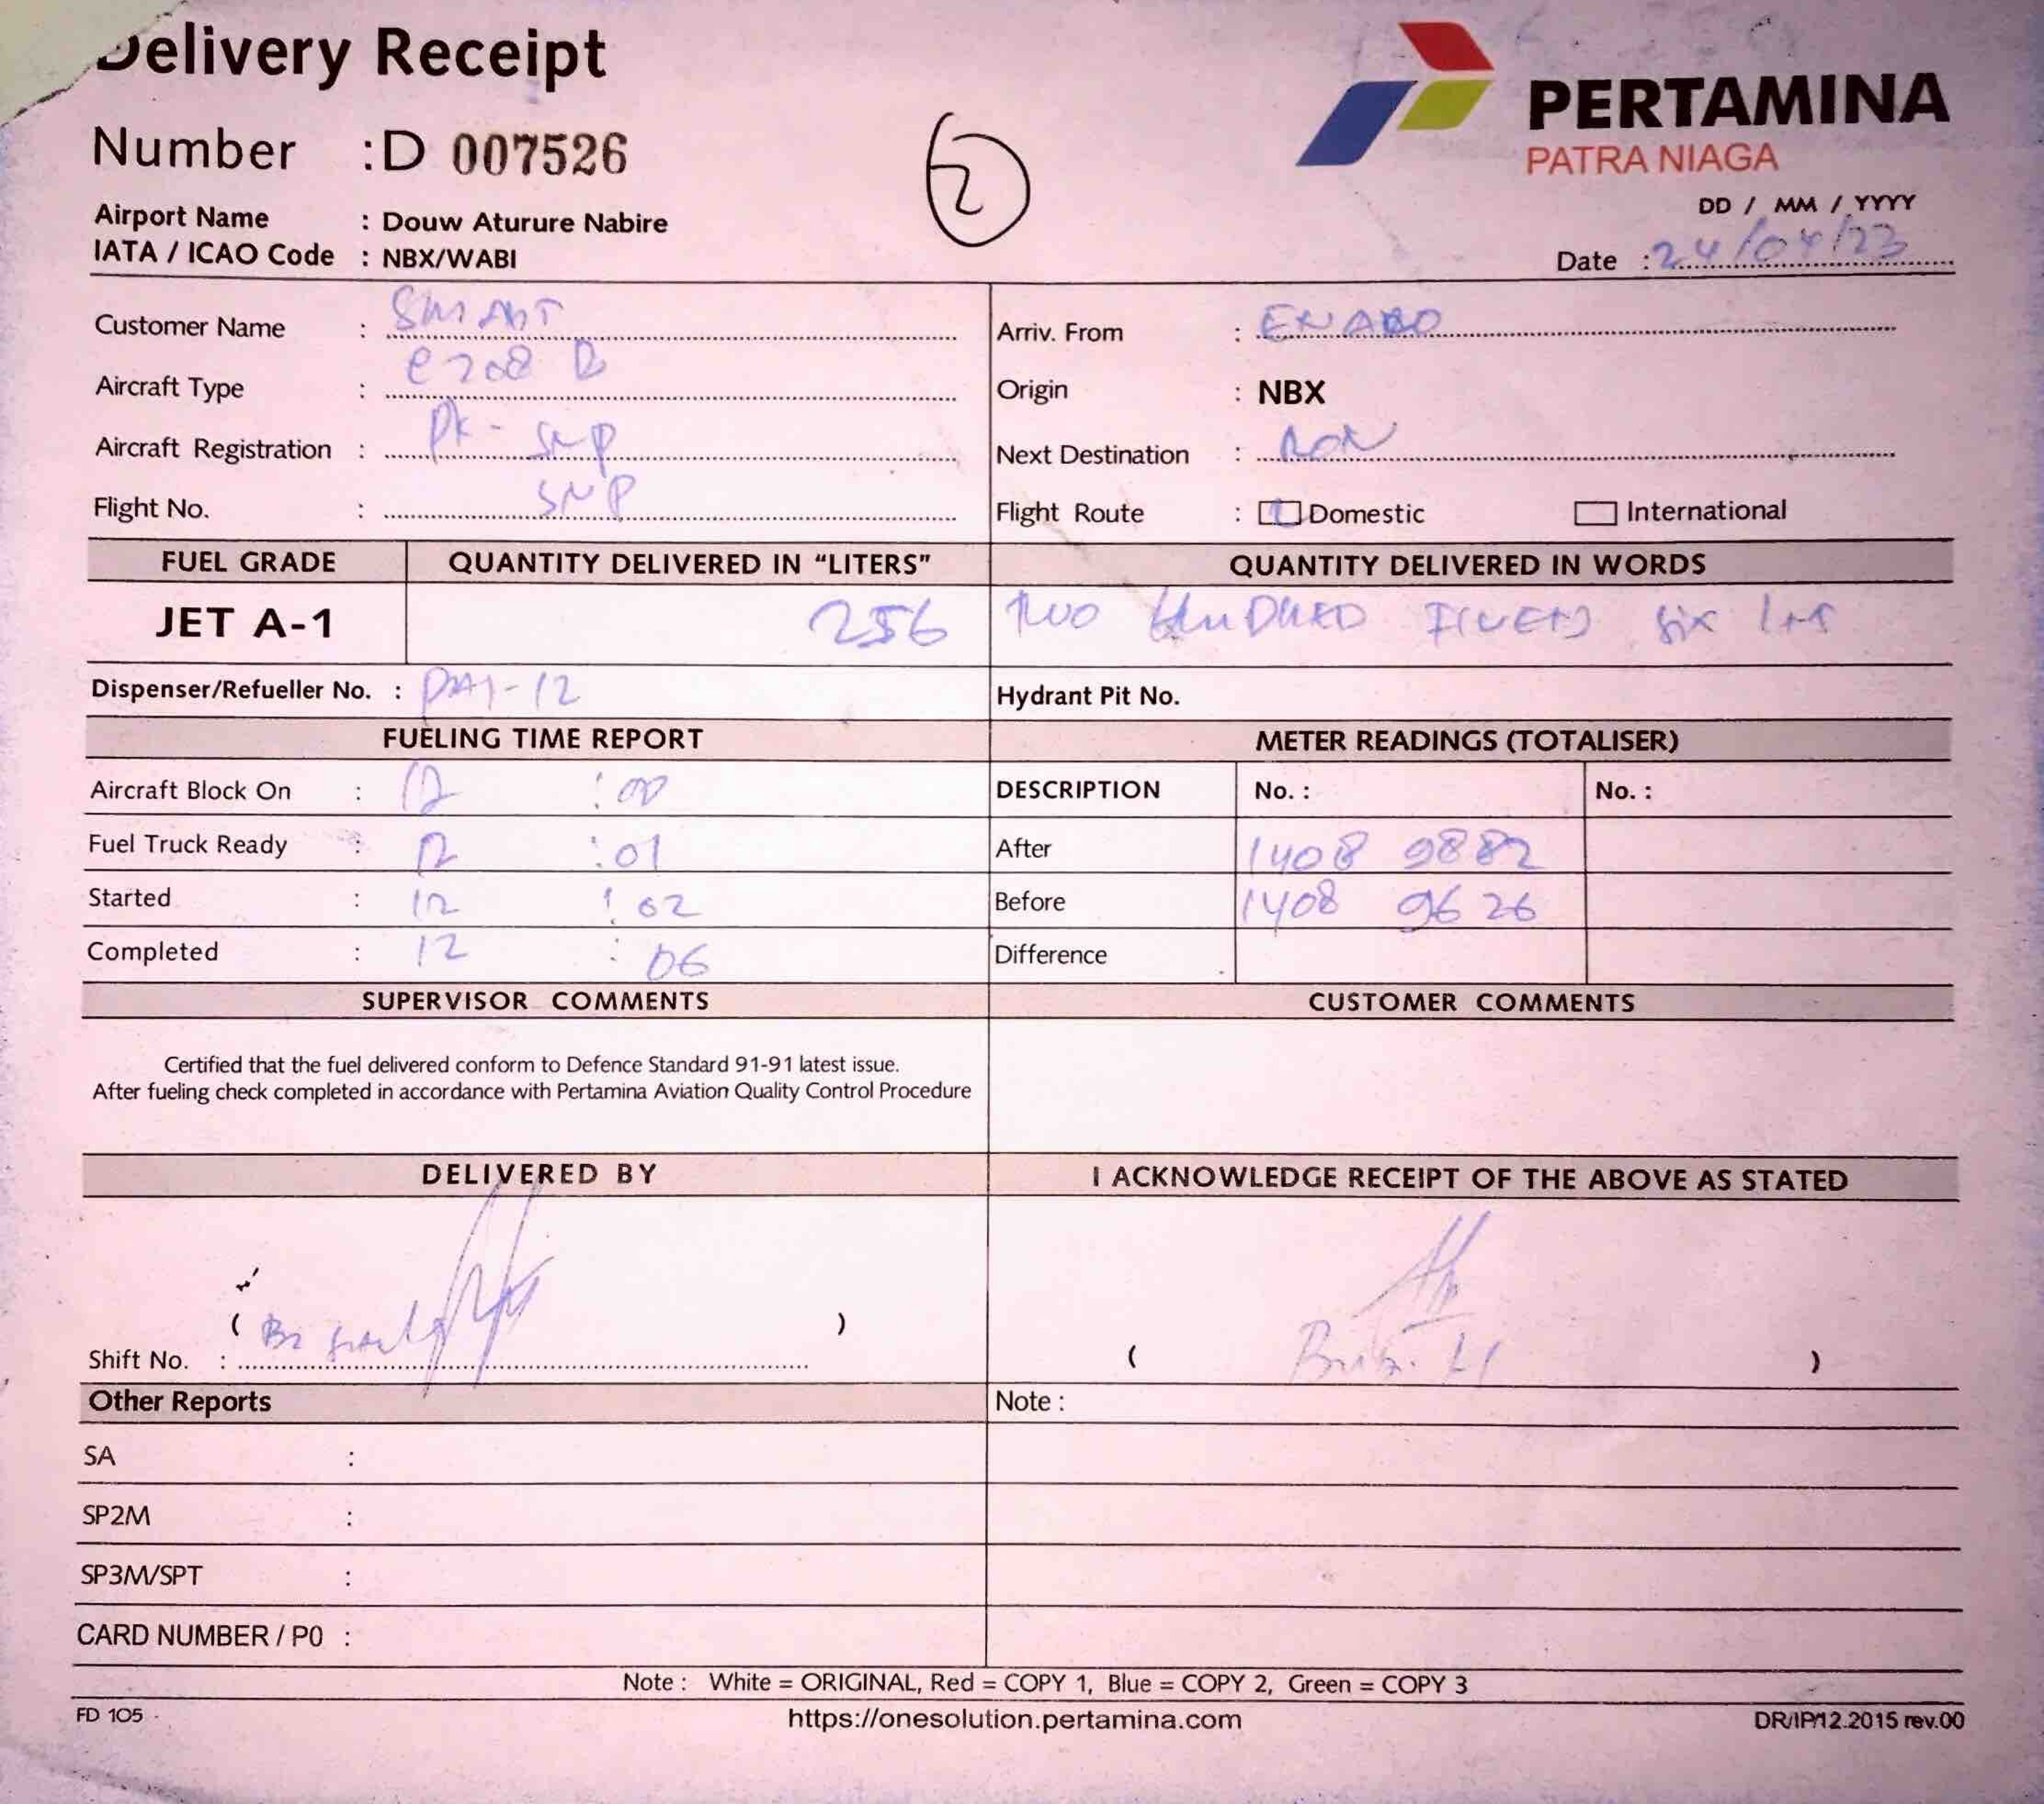 Delivery Receipt
PERTAMINA
PATRA NIAGA
Number : D 007526
2
Airport Name : Douw Aturure Nabire
IATA / ICAO Code : NBX/WABI
DD / MM / YYYY
Date : 24/04/23
Customer Name : SMART
Arriv. From :
Aircraft Type : C208 B
Origin : NBX
Aircraft Registration : PK - SNP
Next Destination : RON
Flight No. : SNP
Flight Route : Domestic International
FUEL GRADE QUANTITY DELIVERED IN “LITERS” QUANTITY DELIVERED IN WORDS
JET A-1 256 TWO HUNDRED six ltr
Dispenser/Refueller No. : Hydrant Pit No.
FUELING TIME REPORT METER READINGS (TOTALISER)
Aircraft Block On : 12 : 00 DESCRIPTION No. : No. :
Fuel Truck Ready : 12 : 01 After 1408 9882
Started : 12 : 02 Before 1408 9626
Completed : 12 : 06 Difference
SUPERVISOR COMMENTS CUSTOMER COMMENTS
Certified that the fuel delivered conform to Defence Standard 91-91 latest issue.
After fueling check completed in accordance with Pertamina Aviation Quality Control Procedure
DELIVERED BY I ACKNOWLEDGE RECEIPT OF THE ABOVE AS STATED
( )
Shift No. :
( )
Other Reports Note :
SA :
SP2M :
SP3M/SPT :
CARD NUMBER / P0 :
Note : White = ORIGINAL, Red = COPY 1, Blue = COPY 2, Green = COPY 3
FD 105 https://onesolution.pertamina.com DR/IP/12.2015 rev.00